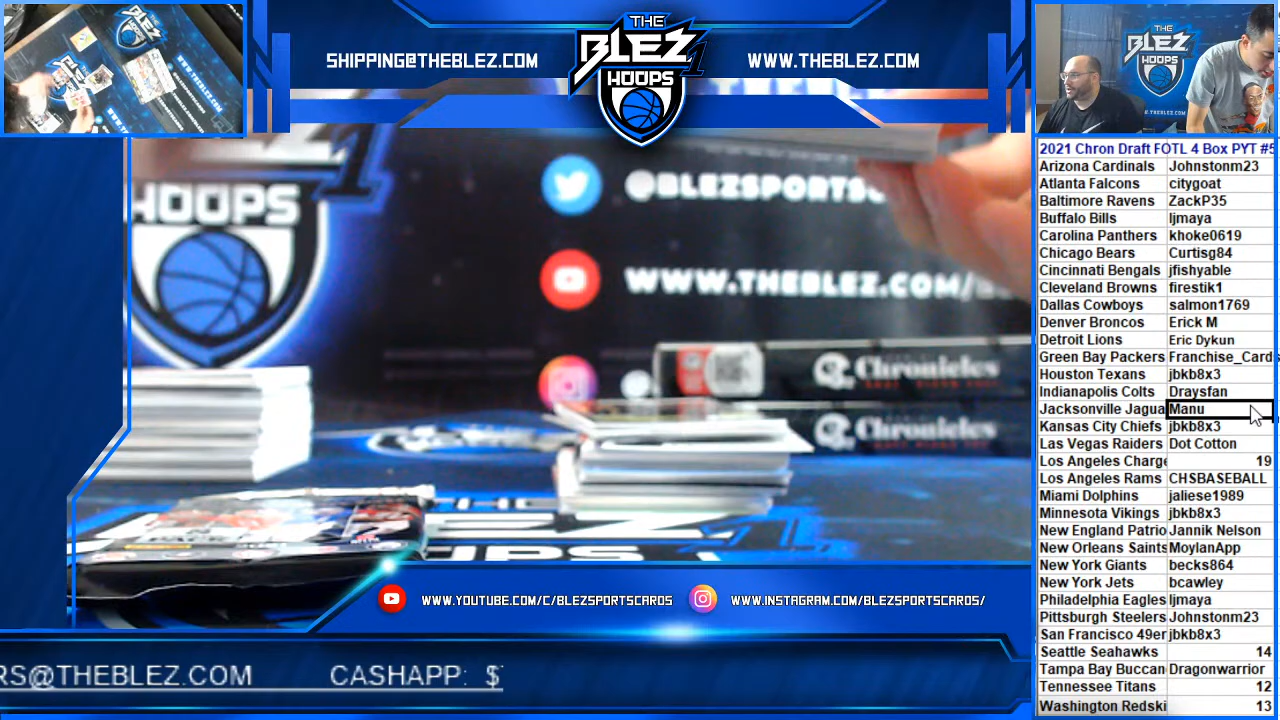 SHIPPING@THEBLEZ.COM
THE
BLEZ
HOOPS
1
WWW.THEBLEZ.COM
HOOPS
1
@BLEZSPORTS
WWW.THEBLEZ.COM/
Chronicles
Chronicles
WWW.YOUTUBE.COM/C/BLEZSPORTSCARDS
WWW.INSTAGRAM.COM/BLEZSPORTSCARDS/
RS@THEBLEZ.COM CASHAPP: $
2021 Chron Draft FOTL 4 Box PYT #5
Arizona Cardinals Johnstonm23
Atlanta Falcons citygoat
Baltimore Ravens ZackP35
Buffalo Bills ljmaya
Carolina Panthers khoke0619
Chicago Bears Curtisg84
Cincinnati Bengals jfishyable
Cleveland Browns firestik1
Dallas Cowboys salmon1769
Denver Broncos Erick M
Detroit Lions Eric Dykun
Green Bay Packers Franchise_Cards
Houston Texans jbkb8x3
Indianapolis Colts Draysfan
Jacksonville Jagua Manu
Kansas City Chiefs jbkb8x3
Las Vegas Raiders Dot Cotton
Los Angeles Charge 19
Los Angeles Rams CHSBASEBALL
Miami Dolphins jaliese1989
Minnesota Vikings jbkb8x3
New England Patrio Jannik Nelson
New Orleans Saints MoylanApp
New York Giants becks864
New York Jets bcawley
Philadelphia Eagles ljmaya
Pittsburgh Steelers Johnstonm23
San Francisco 49er jbkb8x3
Seattle Seahawks 14
Tampa Bay Buccan Dragonwarrior
Tennessee Titans 12
Washington Redski 13